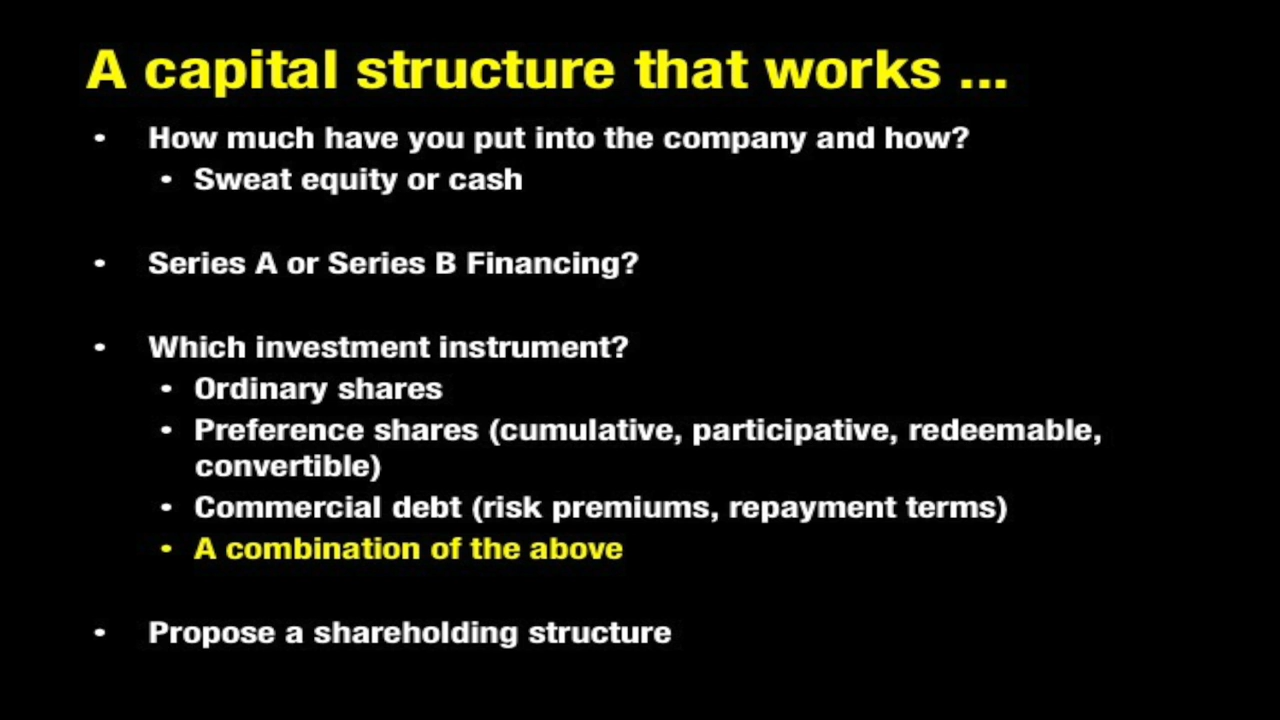 A capital structure that works ...
• How much have you put into the company and how?
• Sweat equity or cash
• Series A or Series B Financing?
• Which investment instrument?
• Ordinary shares
• Preference shares (cumulative, participative, redeemable,
convertible)
• Commercial debt (risk premiums, repayment terms)
• A combination of the above
• Propose a shareholding structure